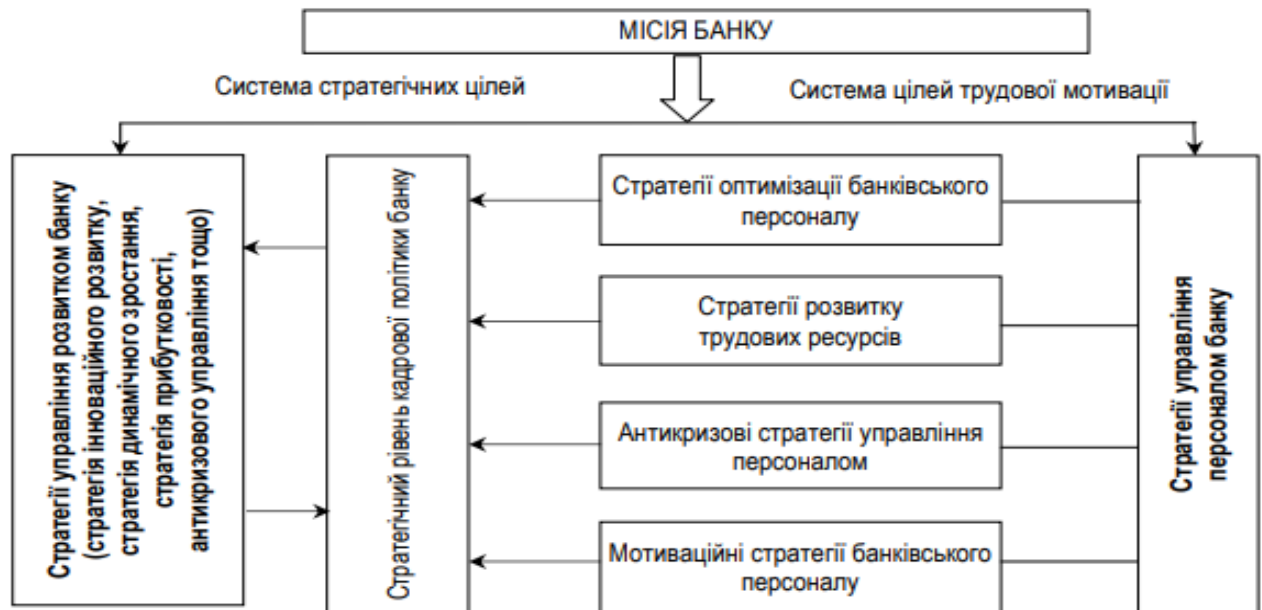 МІСІЯ БАНКУ
Система стратегічних цілей
Система цілей трудової мотивації
Стратегії управління розвитком банку
(стратегія інноваційного розвитку,
стратегія динамічного зростання,
стратегія прибутковості,
антикризового управління тощо)
Стратегічний рівень кадрової політики банку
Стратегії оптимізації банківського
персоналу
Стратегії розвитку
трудових ресурсів
Антикризові стратегії управління
персоналом
Мотиваційні стратегії банківського
персоналу
Стратегії управління
персоналом банку